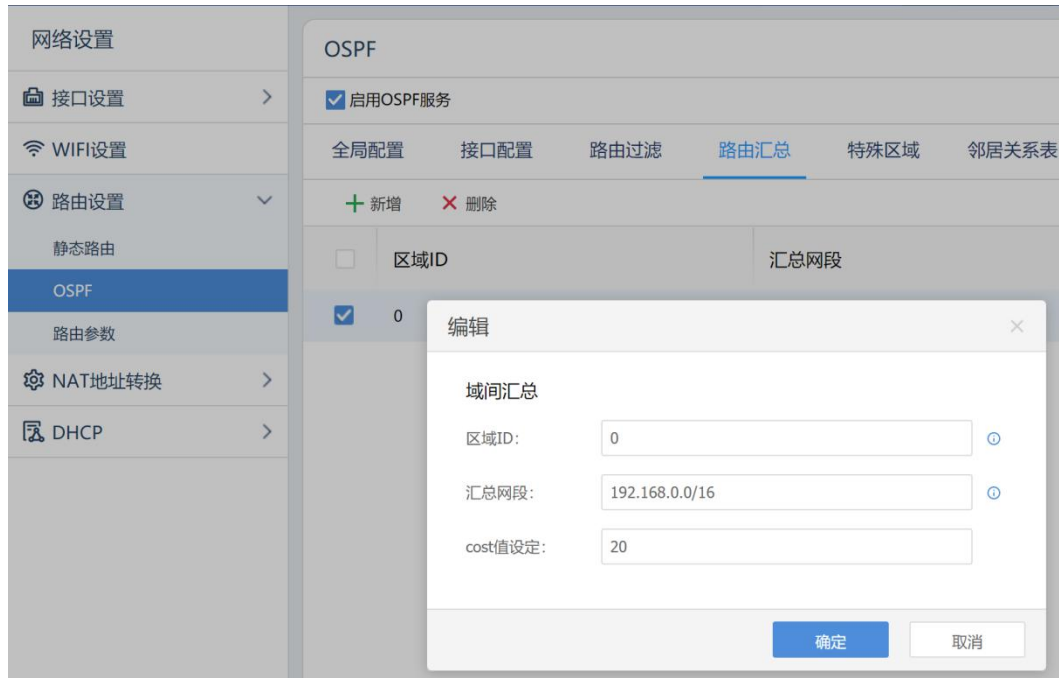 网络设置
接口设置
WIFI设置
路由设置
静态路由
OSPF
路由参数
NAT地址转换
DHCP
OSPF
启用OSPF服务
全局配置 接口配置 路由过滤 路由汇总 特殊区域 邻居关系表
新增 删除
区域ID 汇总网段
0
编辑
域间汇总
区域ID: 0
汇总网段: 192.168.0.0/16
cost值设定: 20
确定 取消